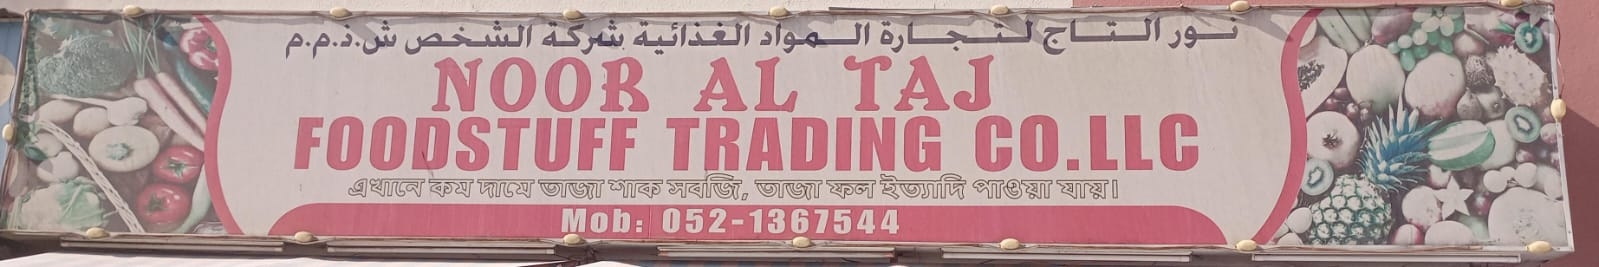 نور التاج لتجارة المواد الغذائية شركة الشخص ش.ذ.م.م
NOOR AL TAJ
FOODSTUFF TRADING CO.LLC
এখানে কম দামে তাজা শাক সবজি, তাজা ফল ইত্যাদি পাওয়া যায়।
Mob: 052-1367544